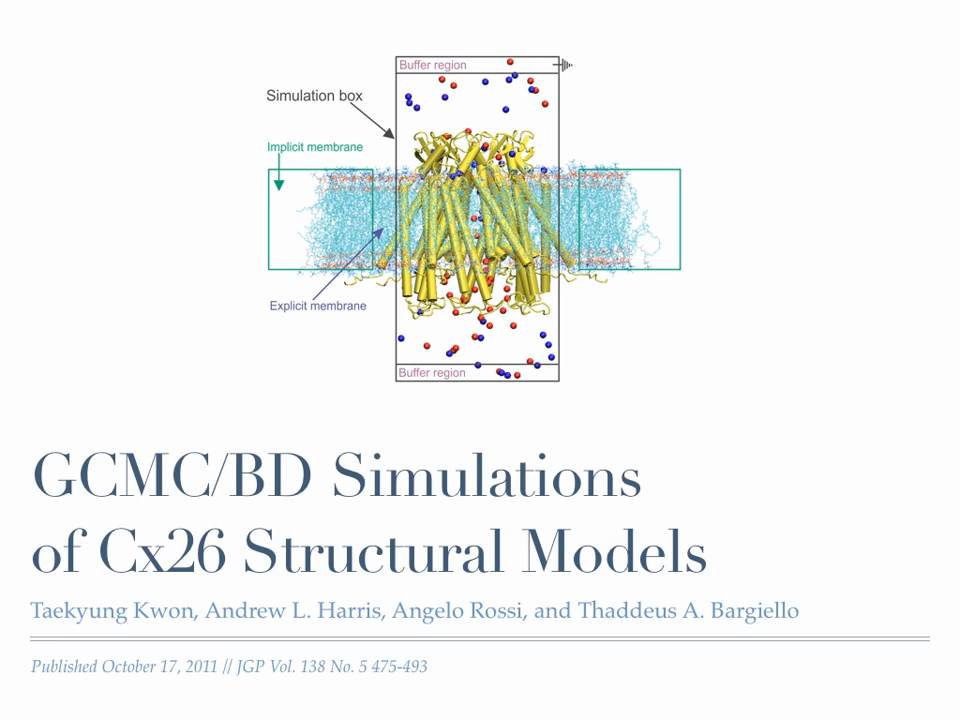 Buffer region
Simulation box
Implicit membrane
Explicit membrane
Buffer region
GCMC/BD Simulations
of Cx26 Structural Models
Taekyung Kwon, Andrew L. Harris, Angelo Rossi, and Thaddeus A. Bargiello
Published October 17, 2011 // JGP Vol. 138 No. 5 475-493